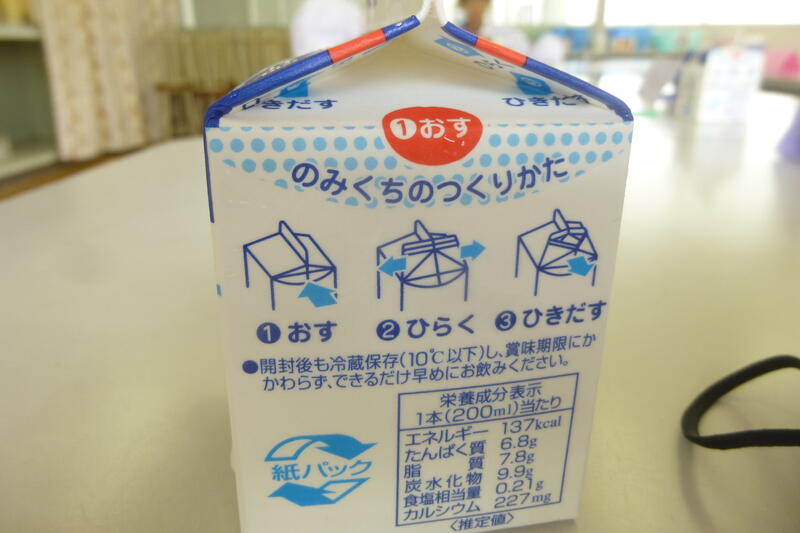 ひきだす
ひきだす
①おす
のみくちのつくりかた
❶おす
❷ひらく
❸ひきだす
●開封後も冷蔵保存(10℃以下)し、賞味期限にか
かわらず、できるだけ早めにお飲みください。
紙パック
栄養成分表示
1本(200ml)当たり
エネルギー 137kcal
たんぱく質 6.8g
脂質 7.8g
炭水化物 9.9g
食塩相当量 0.21g
カルシウム 227mg
〈推定値〉